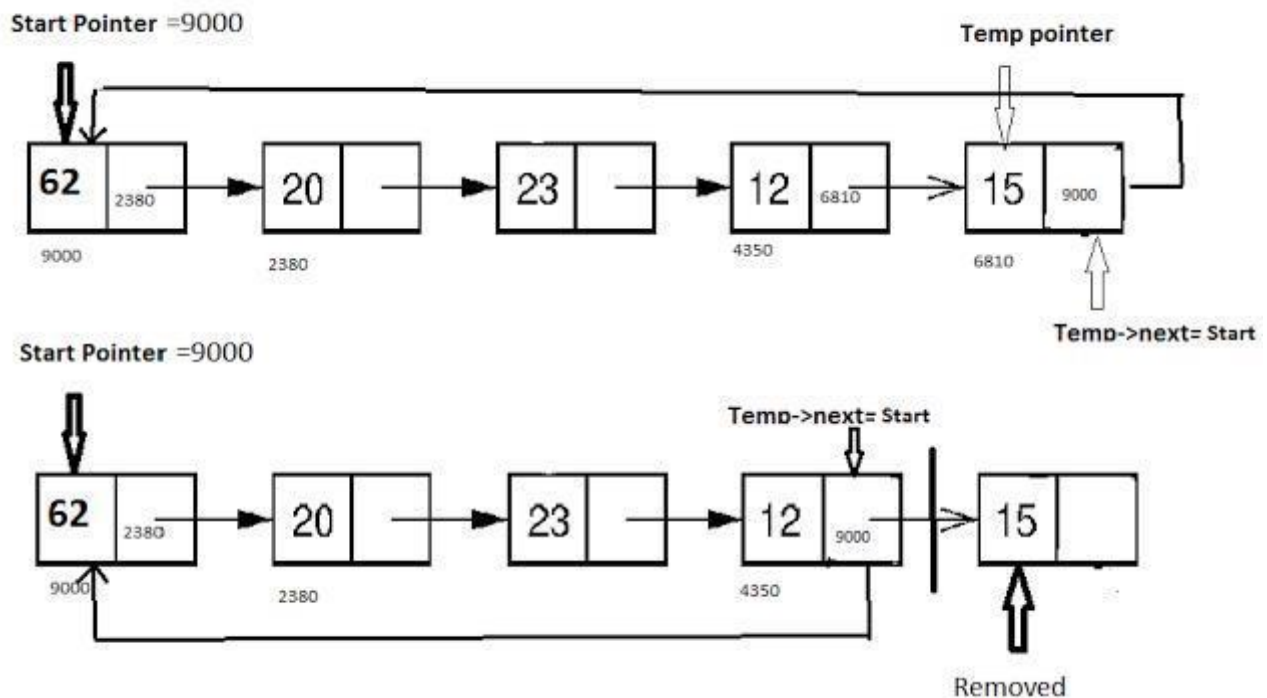 Start Pointer =9000
Temp pointer
62 2380 20 23 12 6810 15 9000
9000 2380 4350 6810
Temp->next= Start
Start Pointer =9000
Temp->next= Start
62 2380 20 23 12 9000 15
9000 2380 4350
Removed